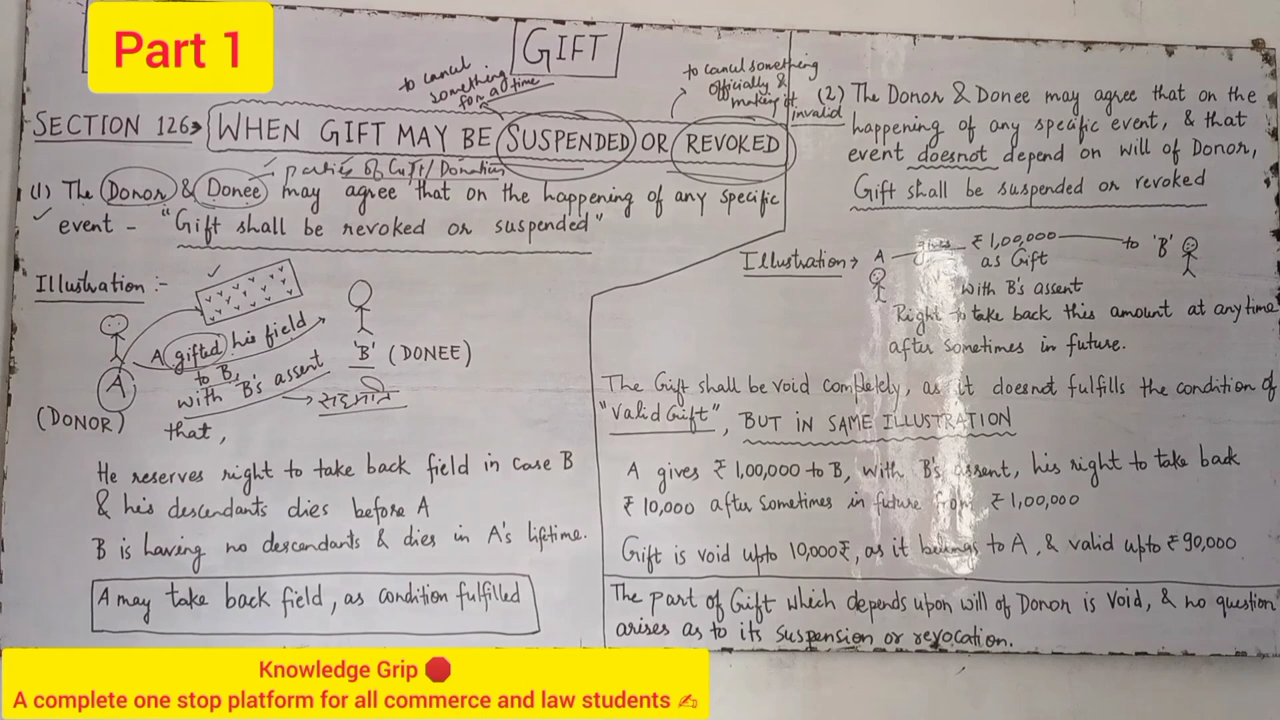 Part 1
GIFT
to cancel
something
for a time
to cancel something
officially &
making it
invalid
SECTION 126→ WHEN GIFT MAY BE SUSPENDED OR REVOKED
parties of Gift/Donation
(1) The Donor & Donee may agree that on the happening of any specific
event - "Gift shall be revoked or suspended"
Illustration :-
A gifted his field
to B,
with B's assent
सहमति
that,
A
(DONOR)
'B' (DONEE)
He reserves right to take back field in case B
& his descendants dies before A
B is having no descendants & dies in A's lifetime.
A may take back field, as condition fulfilled
(2) The Donor & Donee may agree that on the
happening of any specific event, & that
event doesnot depend on will of Donor,
Gift shall be suspended or revoked
Illustration → A gives ₹ 1,00,000 to 'B'
as Gift
with B's assent
Right to take back this amount at anytime
after sometimes in future.
The Gift shall be void completely, as it doesnot fulfills the condition of
"Valid Gift", BUT IN SAME ILLUSTRATION
A gives ₹ 1,00,000 to B, with B's assent, his right to take back
₹ 10,000 after sometimes in future from ₹ 1,00,000
Gift is void upto 10,000₹, as it belongs to A, & valid upto ₹ 90,000
The part of Gift which depends upon will of Donor is void, & no question
arises as to its suspension or revocation.
Knowledge Grip 🛑
A complete one stop platform for all commerce and law students ✍